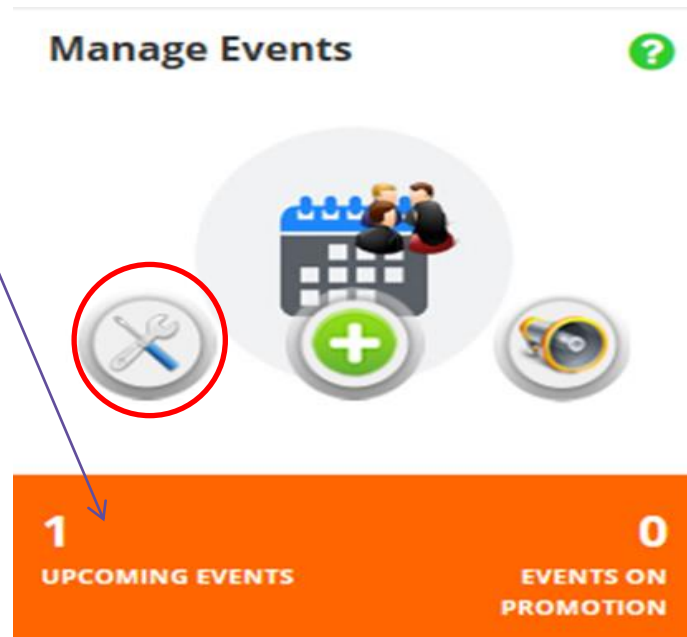 Manage Events
?
1
UPCOMING EVENTS
0
EVENTS ON
PROMOTION